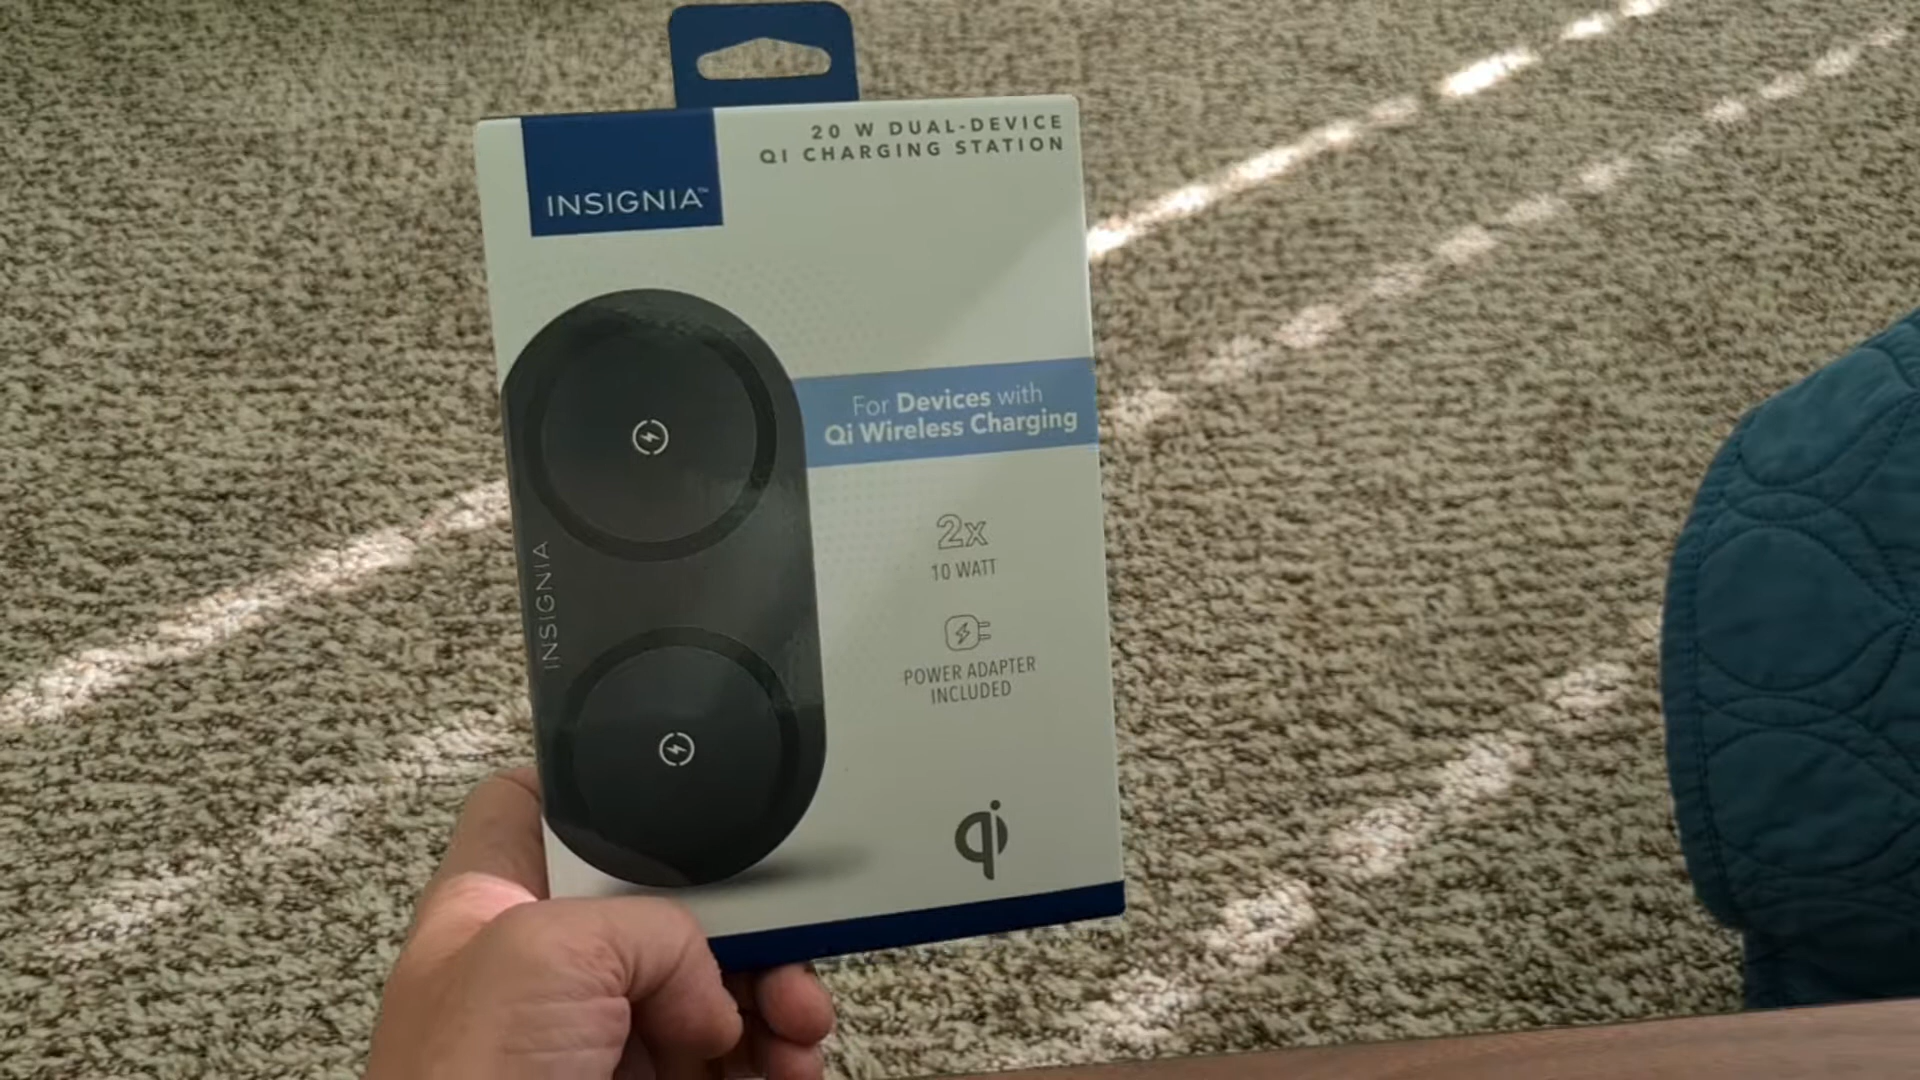 20 W DUAL-DEVICE
QI CHARGING STATION
INSIGNIA™
For Devices with
Qi Wireless Charging
2x
10 WATT
INSIGNIA
POWER ADAPTER
INCLUDED
qi